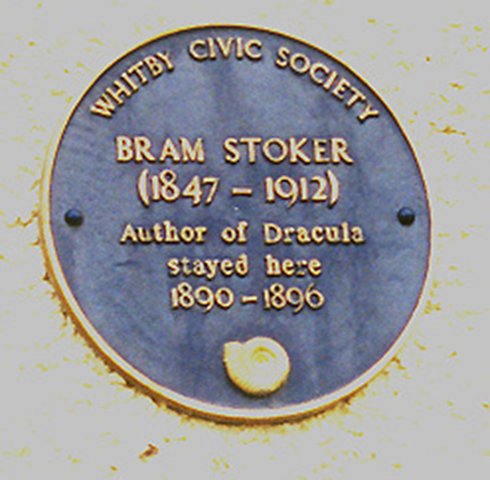 WHITBY CIVIC SOCIETY
BRAM STOKER
(1847 – 1912)
Author of Dracula
stayed here
1890 – 1896